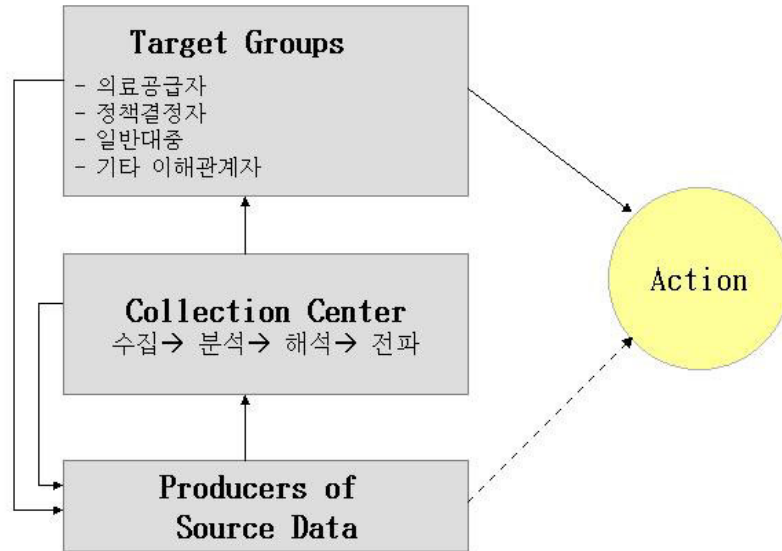 Target Groups
- 의료공급자
- 정책결정자
- 일반대중
- 기타 이해관계자
Collection Center
수집→ 분석→ 해석→ 전파
Action
Producers of
Source Data